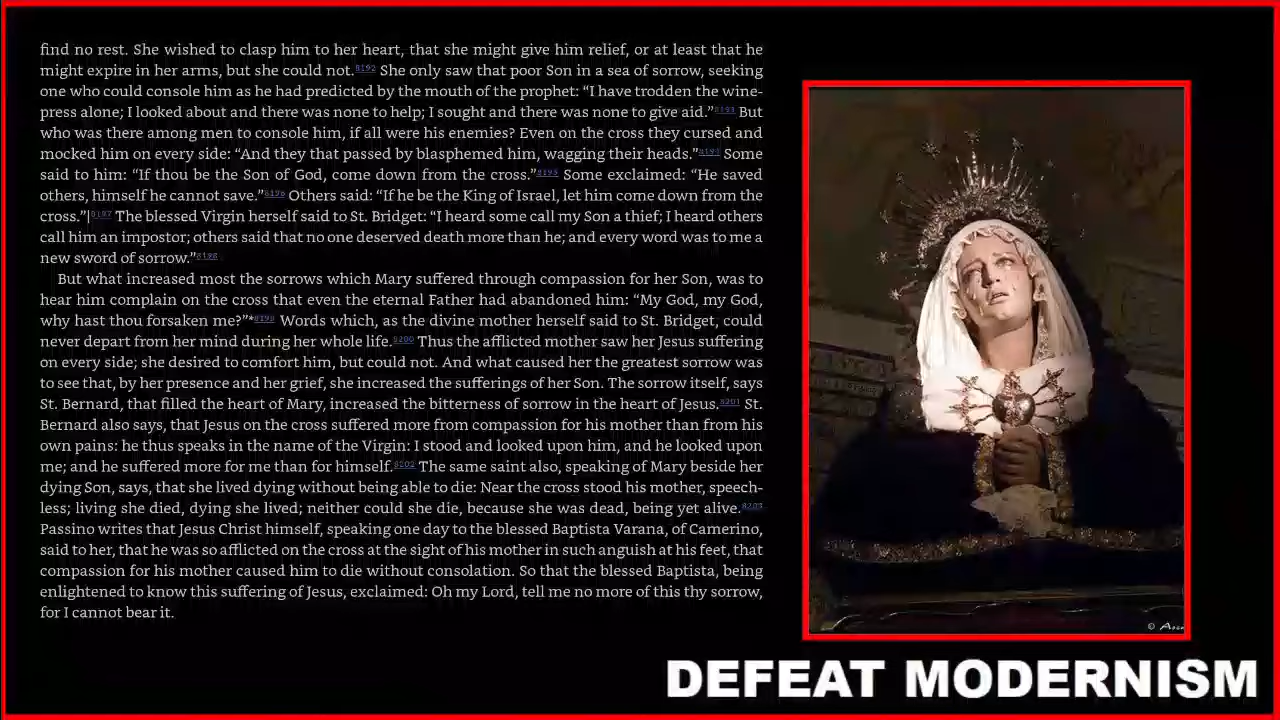 find no rest. She wished to clasp him to her heart, that she might give him relief, or at least that he
might expire in her arms, but she could not.8192 She only saw that poor Son in a sea of sorrow, seeking
one who could console him as he had predicted by the mouth of the prophet: “I have trodden the wine-
press alone; I looked about and there was none to help; I sought and there was none to give aid.”8193 But
who was there among men to console him, if all were his enemies? Even on the cross they cursed and
mocked him on every side: “And they that passed by blasphemed him, wagging their heads.”8194 Some
said to him: “If thou be the Son of God, come down from the cross.”8195 Some exclaimed: “He saved
others, himself he cannot save.”8196 Others said: “If he be the King of Israel, let him come down from the
cross.”|8197 The blessed Virgin herself said to St. Bridget: “I heard some call my Son a thief; I heard others
call him an impostor; others said that no one deserved death more than he; and every word was to me a
new sword of sorrow.”8198
But what increased most the sorrows which Mary suffered through compassion for her Son, was to
hear him complain on the cross that even the eternal Father had abandoned him: “My God, my God,
why hast thou forsaken me?”*8199 Words which, as the divine mother herself said to St. Bridget, could
never depart from her mind during her whole life.8200 Thus the afflicted mother saw her Jesus suffering
on every side; she desired to comfort him, but could not. And what caused her the greatest sorrow was
to see that, by her presence and her grief, she increased the sufferings of her Son. The sorrow itself, says
St. Bernard, that filled the heart of Mary, increased the bitterness of sorrow in the heart of Jesus.8201 St.
Bernard also says, that Jesus on the cross suffered more from compassion for his mother than from his
own pains: he thus speaks in the name of the Virgin: I stood and looked upon him, and he looked upon
me; and he suffered more for me than for himself.8202 The same saint also, speaking of Mary beside her
dying Son, says, that she lived dying without being able to die: Near the cross stood his mother, speech-
less; living she died, dying she lived; neither could she die, because she was dead, being yet alive.8203
Passino writes that Jesus Christ himself, speaking one day to the blessed Baptista Varana, of Camerino,
said to her, that he was so afflicted on the cross at the sight of his mother in such anguish at his feet, that
compassion for his mother caused him to die without consolation. So that the blessed Baptista, being
enlightened to know this suffering of Jesus, exclaimed: Oh my Lord, tell me no more of this thy sorrow,
for I cannot bear it.
©
DEFEAT MODERNISM